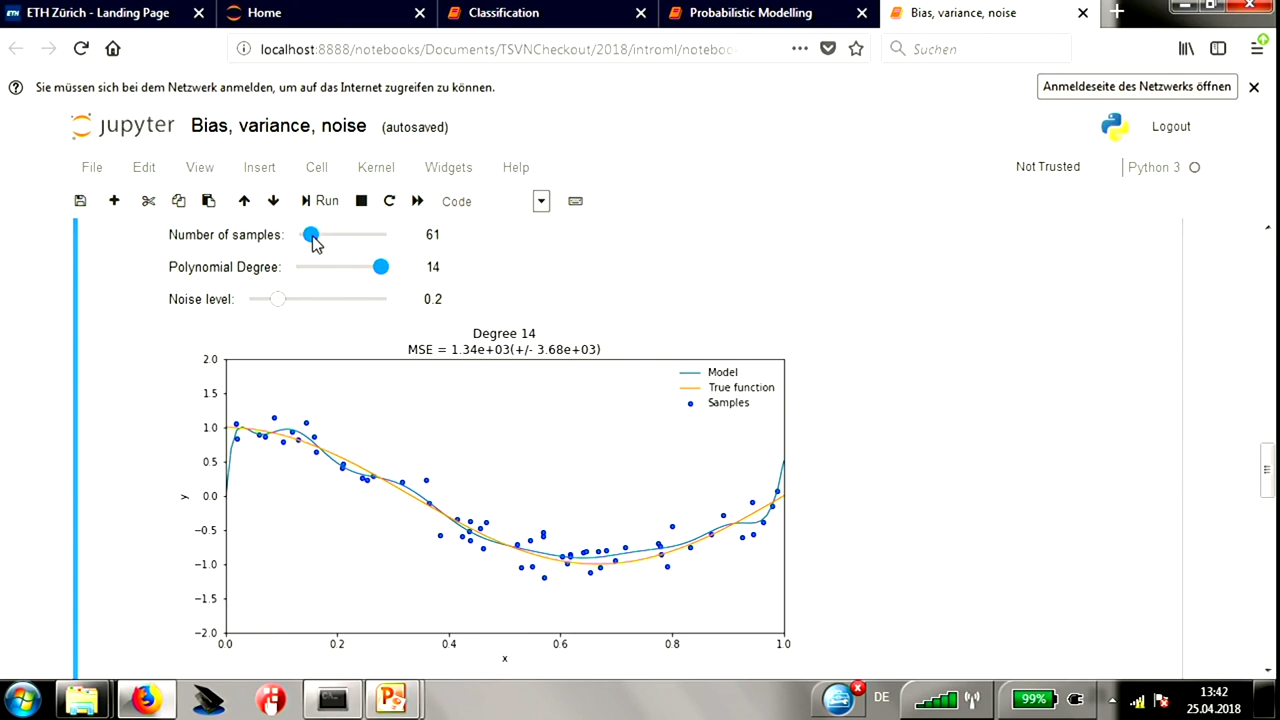 ETH ETH Zürich - Landing Page
Home
Classification
Probabilistic Modelling
Bias, variance, noise
localhost:8888/notebooks/Documents/TSVNCheckout/2018/introml/noteboo
Suchen
Sie müssen sich bei dem Netzwerk anmelden, um auf das Internet zugreifen zu können.
Anmeldeseite des Netzwerks öffnen
jupyter Bias, variance, noise (autosaved)
Logout
File Edit View Insert Cell Kernel Widgets Help
Not Trusted
Python 3
Run
Code
Number of samples: 61
Polynomial Degree: 14
Noise level: 0.2
Degree 14
MSE = 1.34e+03(+/- 3.68e+03)
Model
True function
Samples
2.0
1.5
1.0
0.5
0.0
−0.5
−1.0
−1.5
−2.0
y
0.0 0.2 0.4 0.6 0.8 1.0
x
DE
99%
13:42
25.04.2018